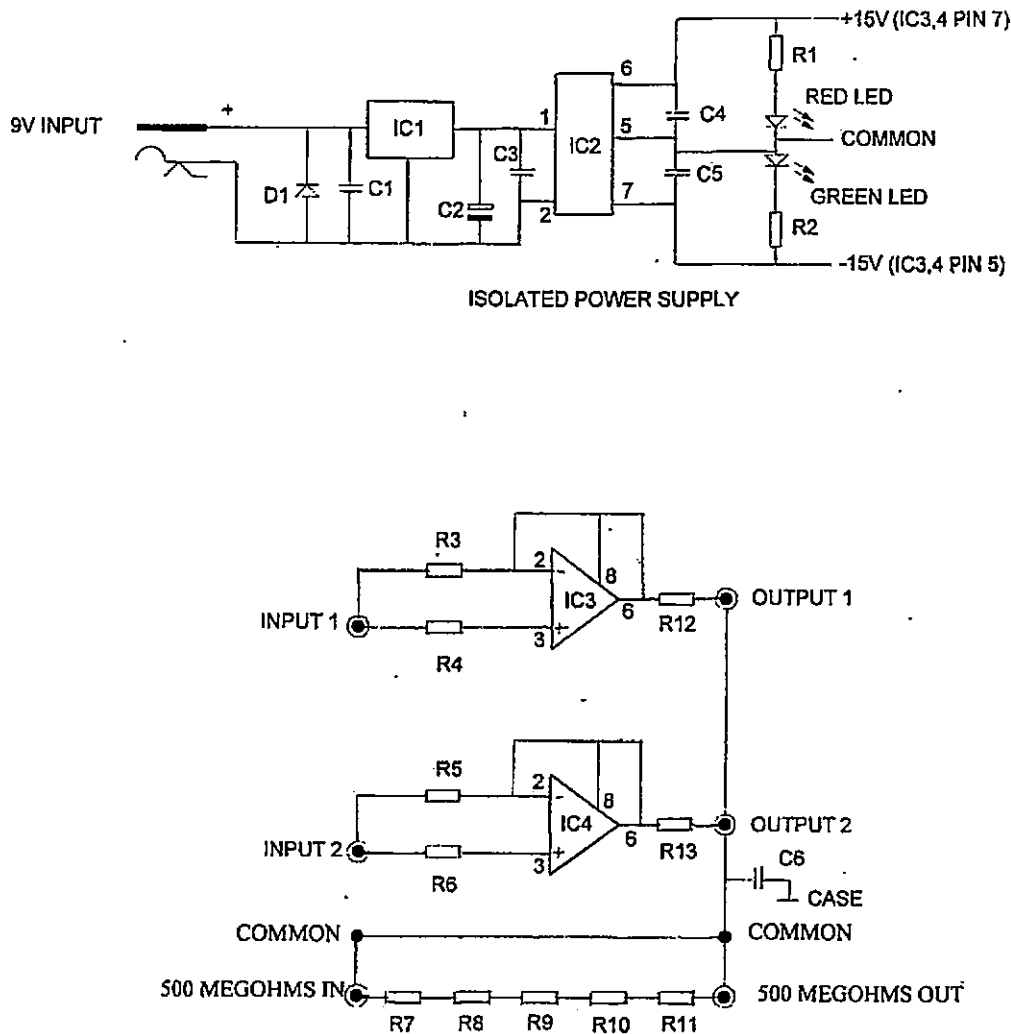 +15V (IC3,4 PIN 7)
R1
6
RED LED
9V INPUT
+
IC1
1
IC2
5
C4
COMMON
D1
C1
C3
C2
2
7
C5
GREEN LED
R2
-15V (IC3,4 PIN 5)
ISOLATED POWER SUPPLY
R3
2
-
8
IC3
6
OUTPUT 1
INPUT 1
3
+
R12
R4
R5
2
-
8
IC4
6
OUTPUT 2
INPUT 2
3
+
R13
R6
C6
CASE
COMMON
COMMON
500 MEGOHMS IN
500 MEGOHMS OUT
R7 R8 R9 R10 R11